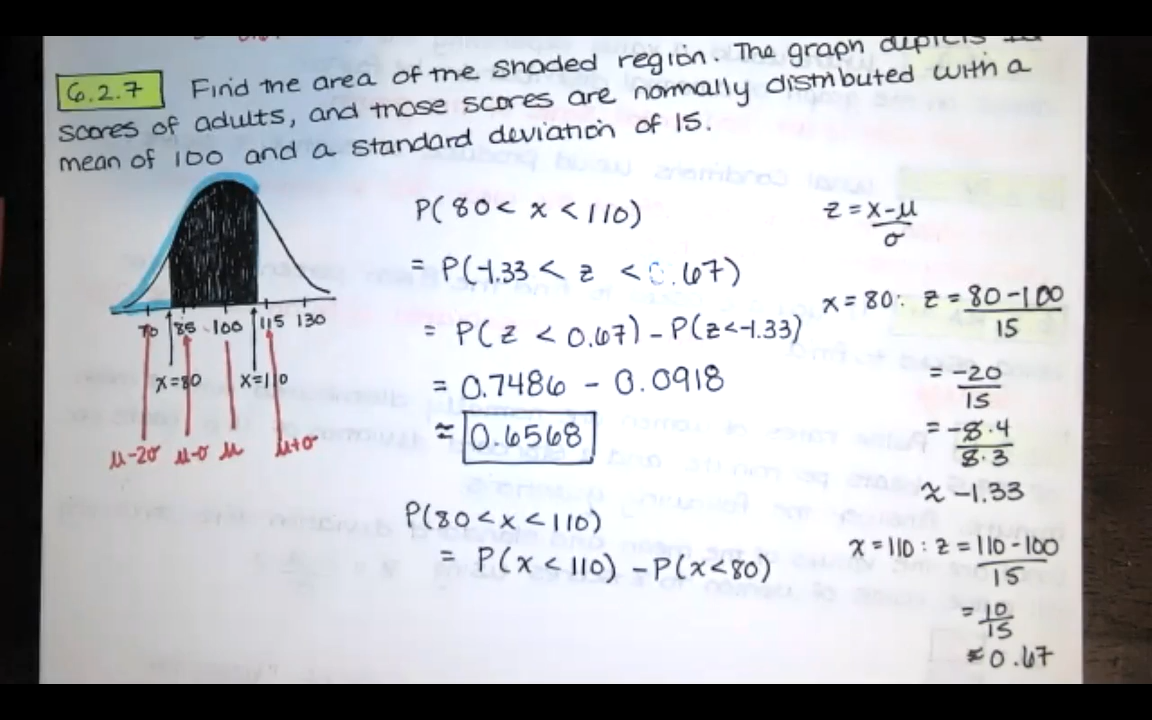 6.2.7 Find the area of the shaded region. The graph depicts
scores of adults, and those scores are normally distributed with a
mean of 100 and a standard deviation of 15.
70 85 100 115 130
x=80 x=110
μ-2σ μ-σ μ μ+σ
P(80 < x < 110)
= P(-1.33 < z < 0.67)
= P(z < 0.67) - P(z < -1.33)
= 0.7486 - 0.0918
≈ 0.6568
P(80 < x < 110)
= P(x < 110) - P(x < 80)
z = x-μ
σ
x = 80: z = 80-100
15
= -20
15
= -5·4
5·3
≈ -1.33
x = 110: z = 110-100
15
= 10
15
≈ 0.67